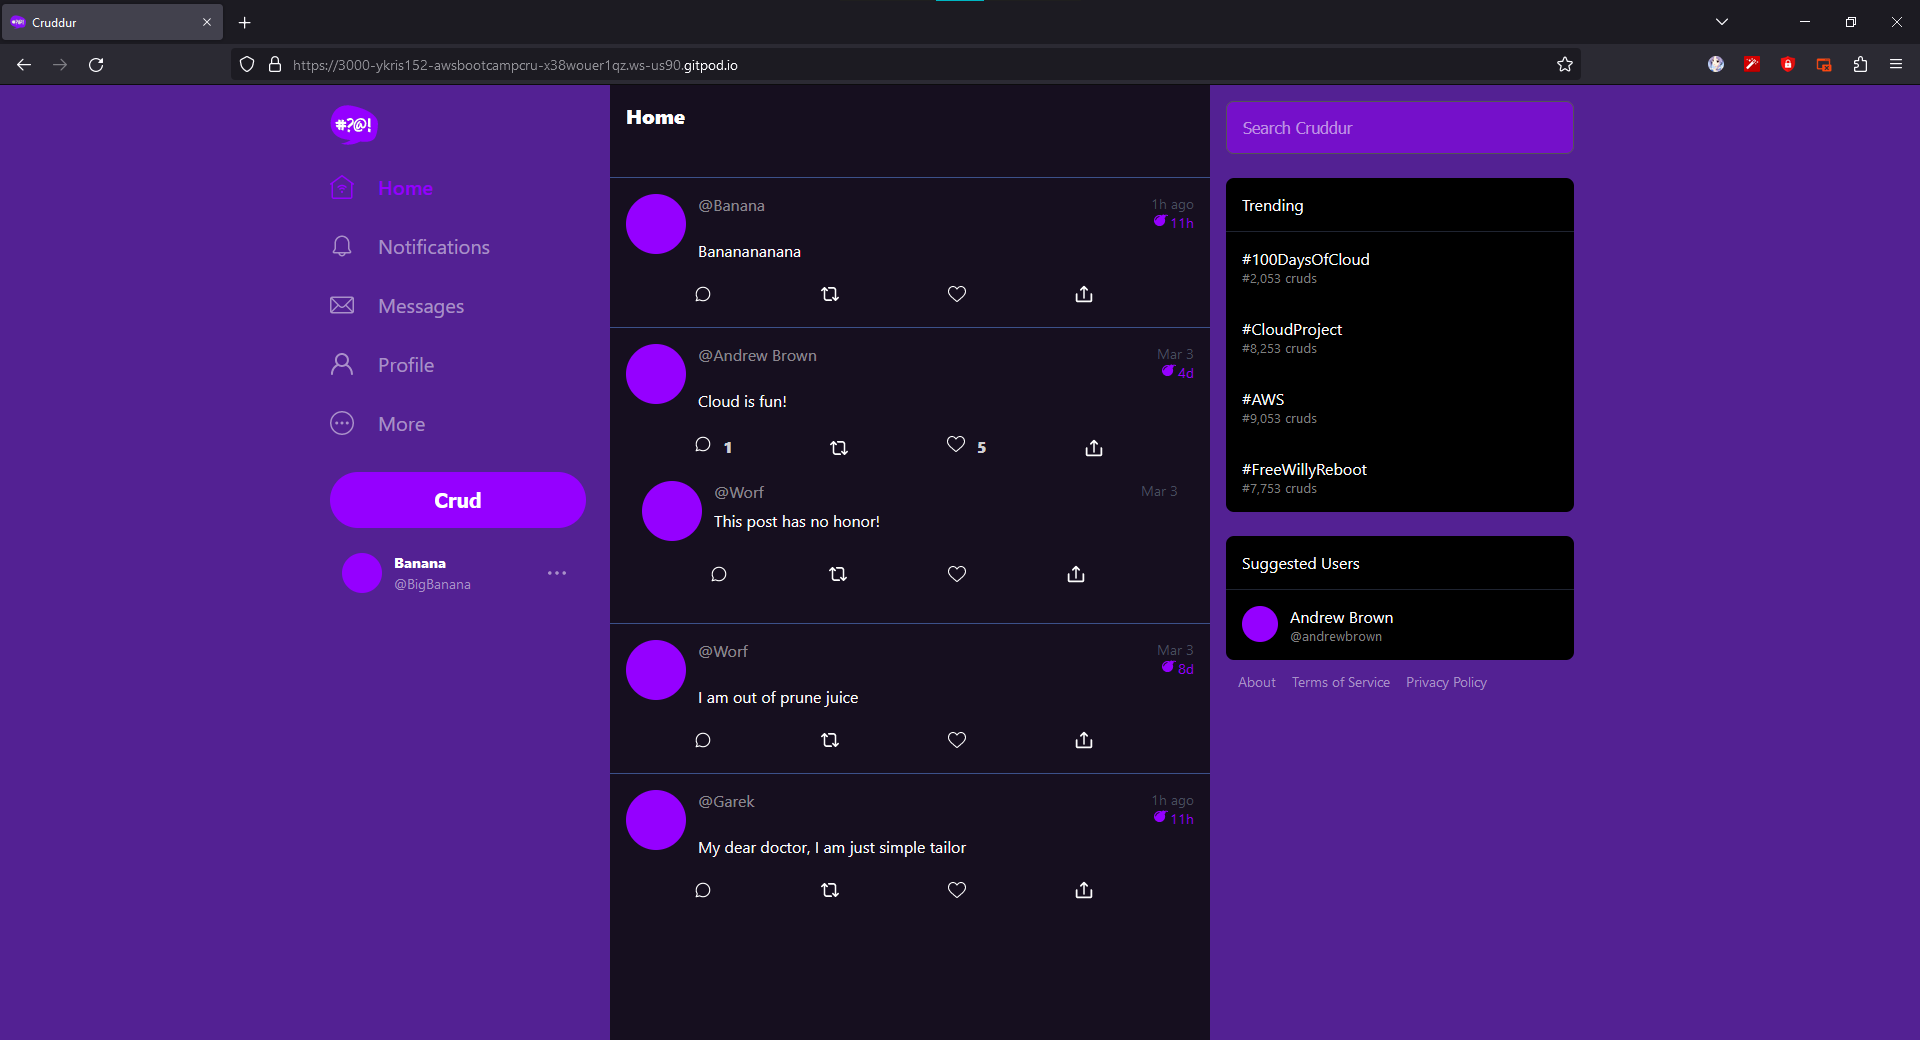 Cruddur
https://3000-ykris152-awsbootcampcru-x38wouer1qz.ws-us90.gitpod.io
#?@!
Home
Notifications
Messages
Profile
More
Crud
Banana
@BigBanana
Home
@Banana
1h ago
11h
Banananananana
@Andrew Brown
Mar 3
4d
Cloud is fun!
1
5
@Worf
Mar 3
This post has no honor!
@Worf
Mar 3
8d
I am out of prune juice
@Garek
1h ago
11h
My dear doctor, I am just simple tailor
Search Cruddur
Trending
#100DaysOfCloud
#2,053 cruds
#CloudProject
#8,253 cruds
#AWS
#9,053 cruds
#FreeWillyReboot
#7,753 cruds
Suggested Users
Andrew Brown
@andrewbrown
About Terms of Service Privacy Policy